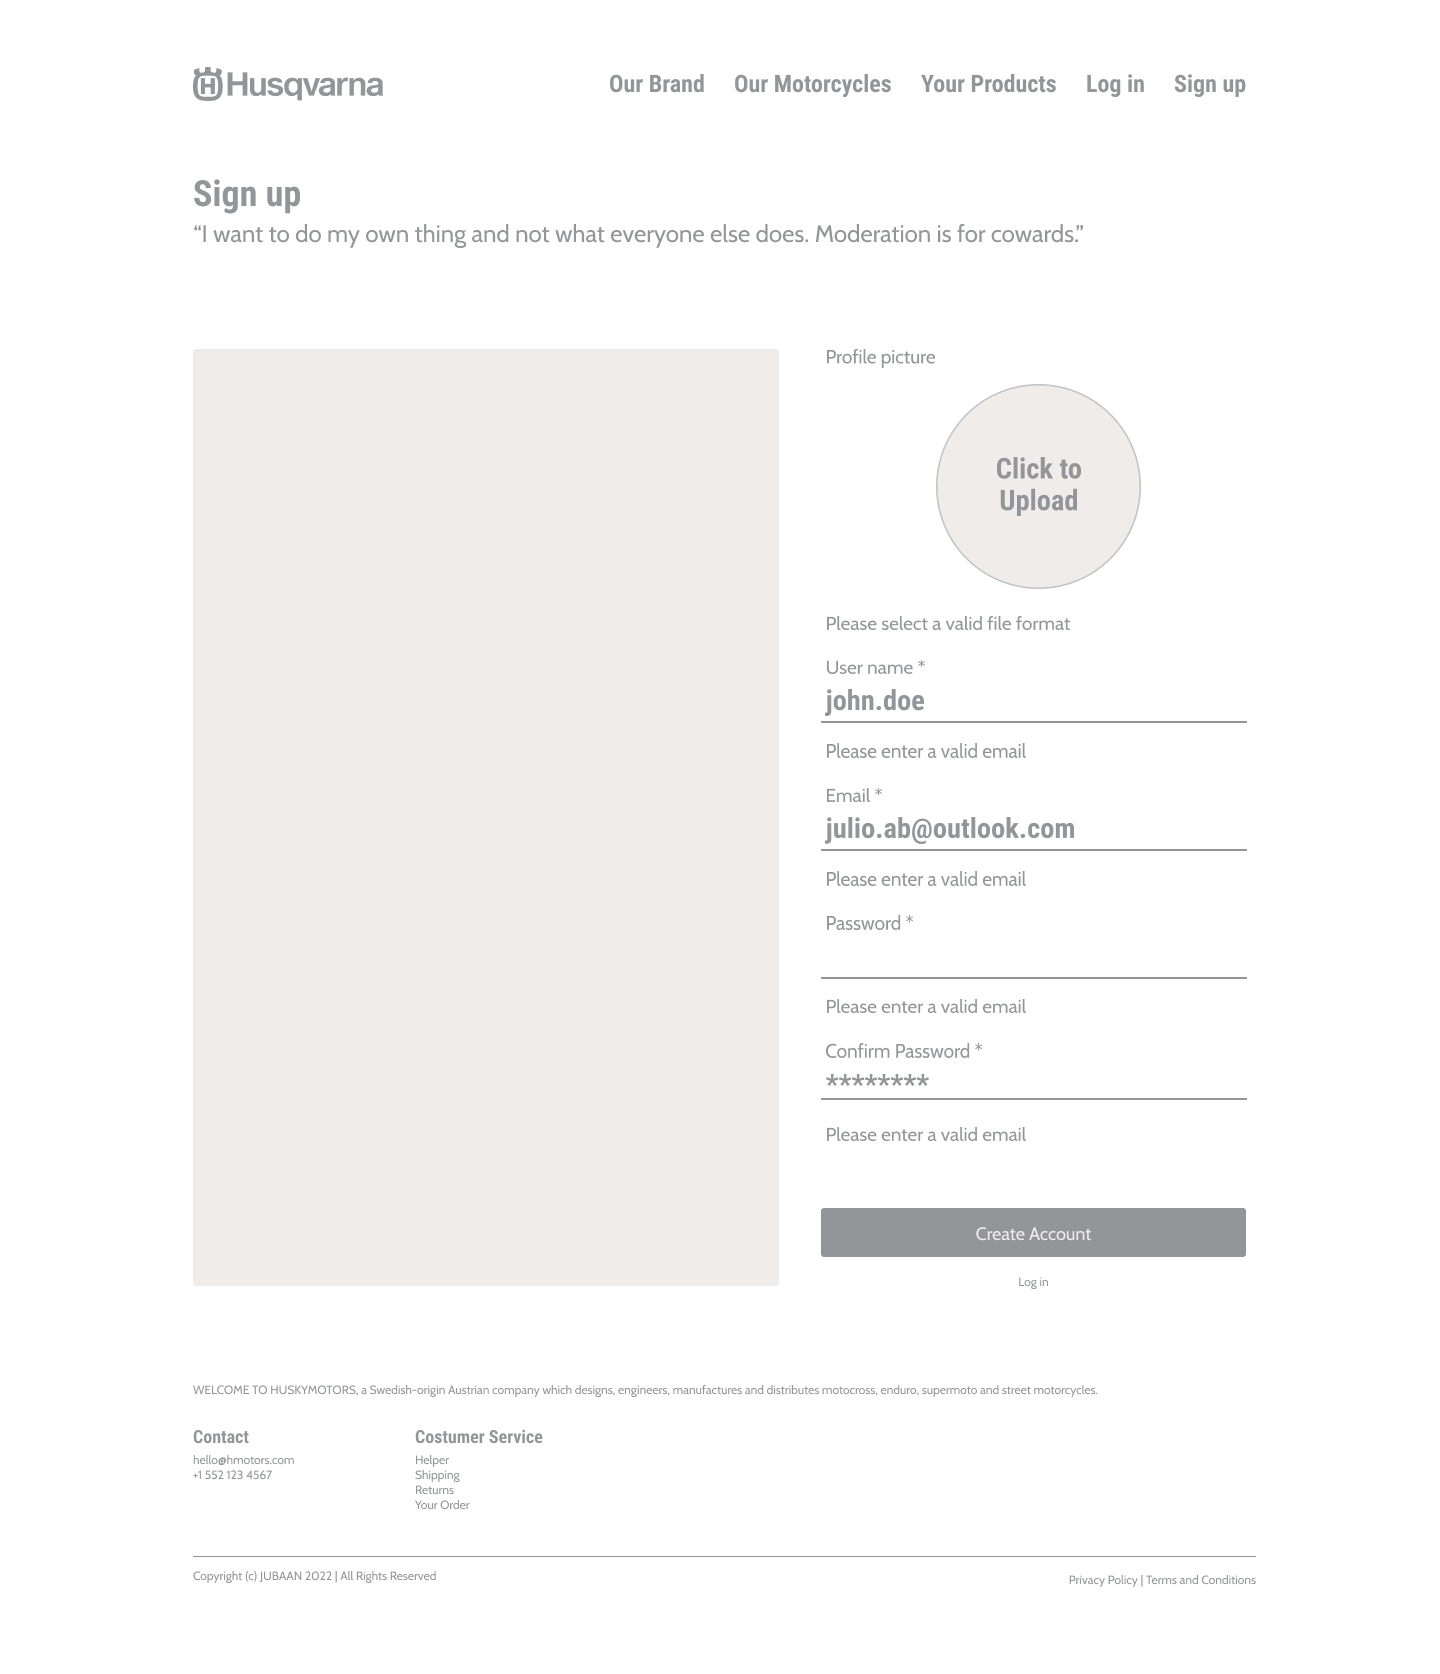 Husqvarna
Our Brand Our Motorcycles Your Products Log in Sign up
Sign up
“I want to do my own thing and not what everyone else does. Moderation is for cowards.”
Profile picture
Click to
Upload
Please select a valid file format
User name *
john.doe
Please enter a valid email
Email *
julio.ab@outlook.com
Please enter a valid email
Password *
Please enter a valid email
Confirm Password *
********
Please enter a valid email
Create Account
Log in
WELCOME TO HUSKYMOTORS, a Swedish-origin Austrian company which designs, engineers, manufactures and distributes motocross, enduro, supermoto and street motorcycles.
Contact
hello@hmotors.com
+1 552 123 4567
Costumer Service
Helper
Shipping
Returns
Your Order
Copyright (c) JUBAAN 2022 | All Rights Reserved
Privacy Policy | Terms and Conditions